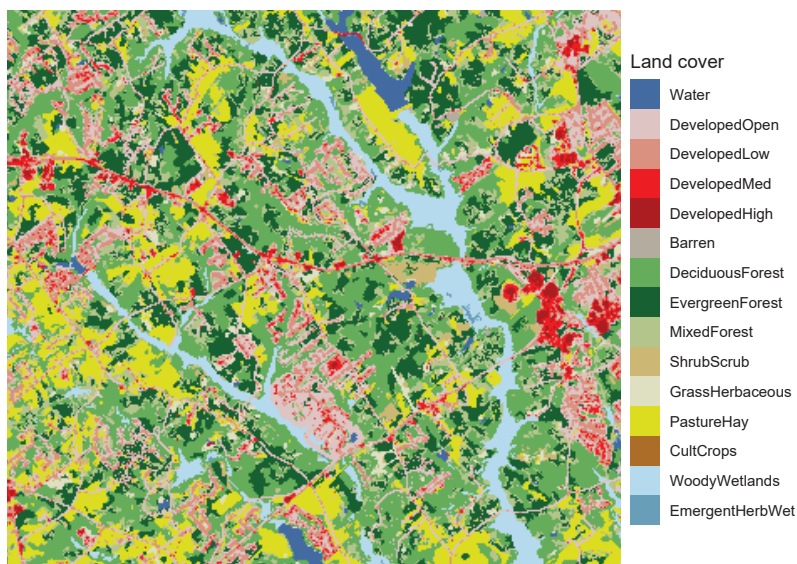 Land cover
Water
DevelopedOpen
DevelopedLow
DevelopedMed
DevelopedHigh
Barren
DeciduousForest
EvergreenForest
MixedForest
ShrubScrub
GrassHerbaceous
PastureHay
CultCrops
WoodyWetlands
EmergentHerbWet